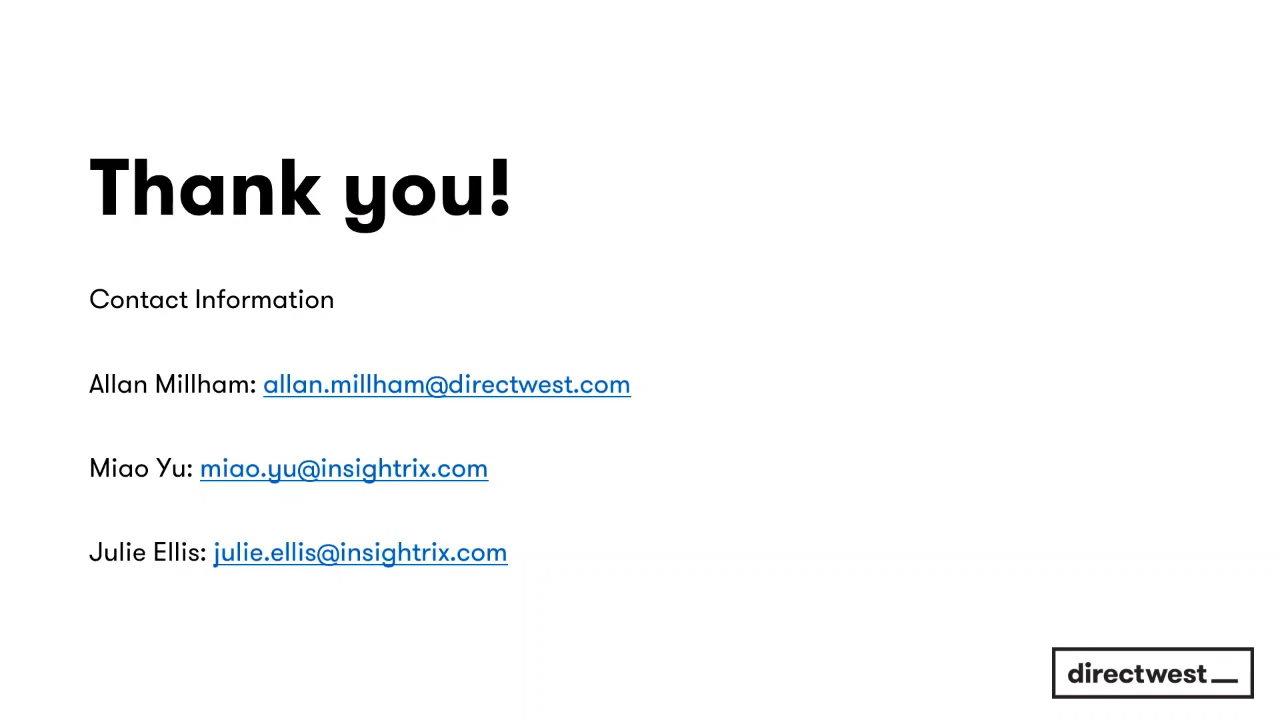 Thank you!
Contact Information
Allan Millham: allan.millham@directwest.com
Miao Yu: miao.yu@insightrix.com
Julie Ellis: julie.ellis@insightrix.com
directwest_